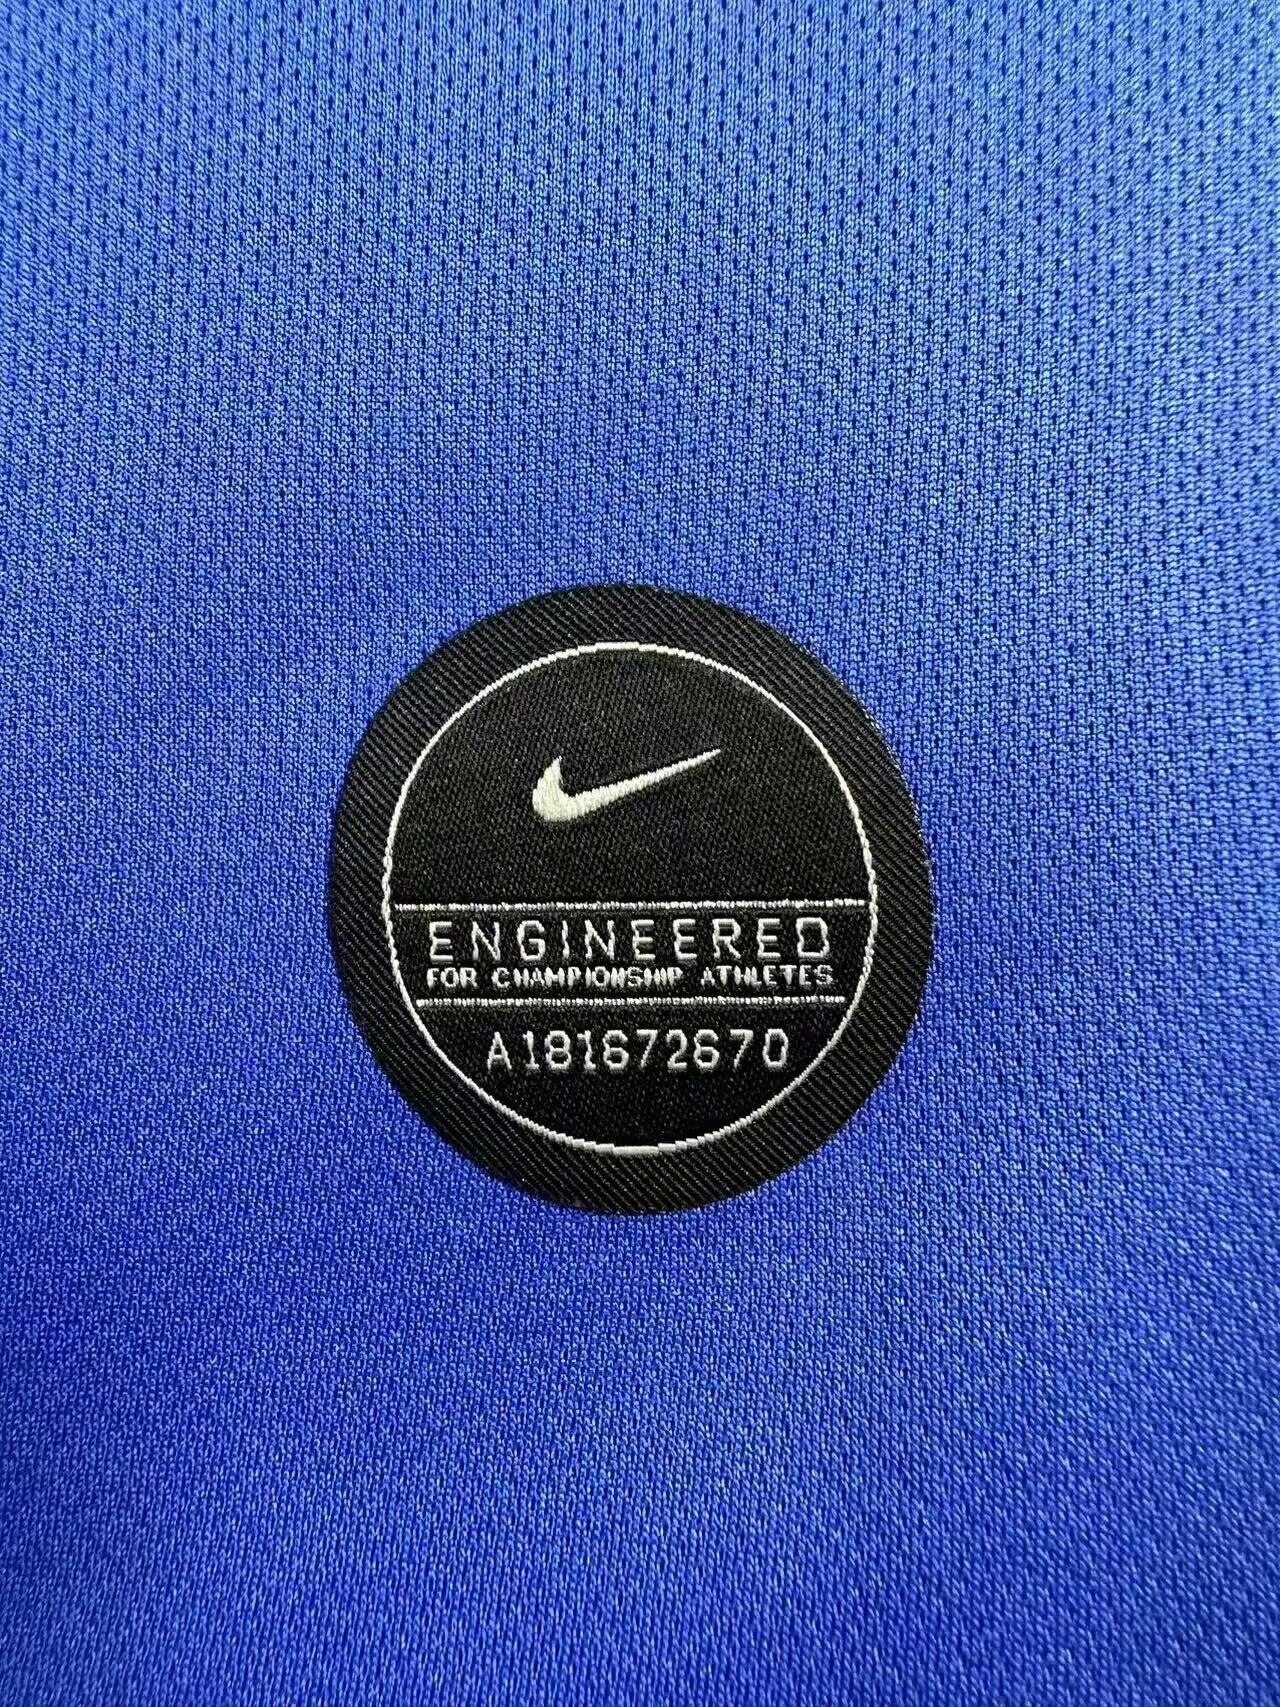 ENGINEERED
FOR CHAMPIONSHIP ATHLETES
A181672670